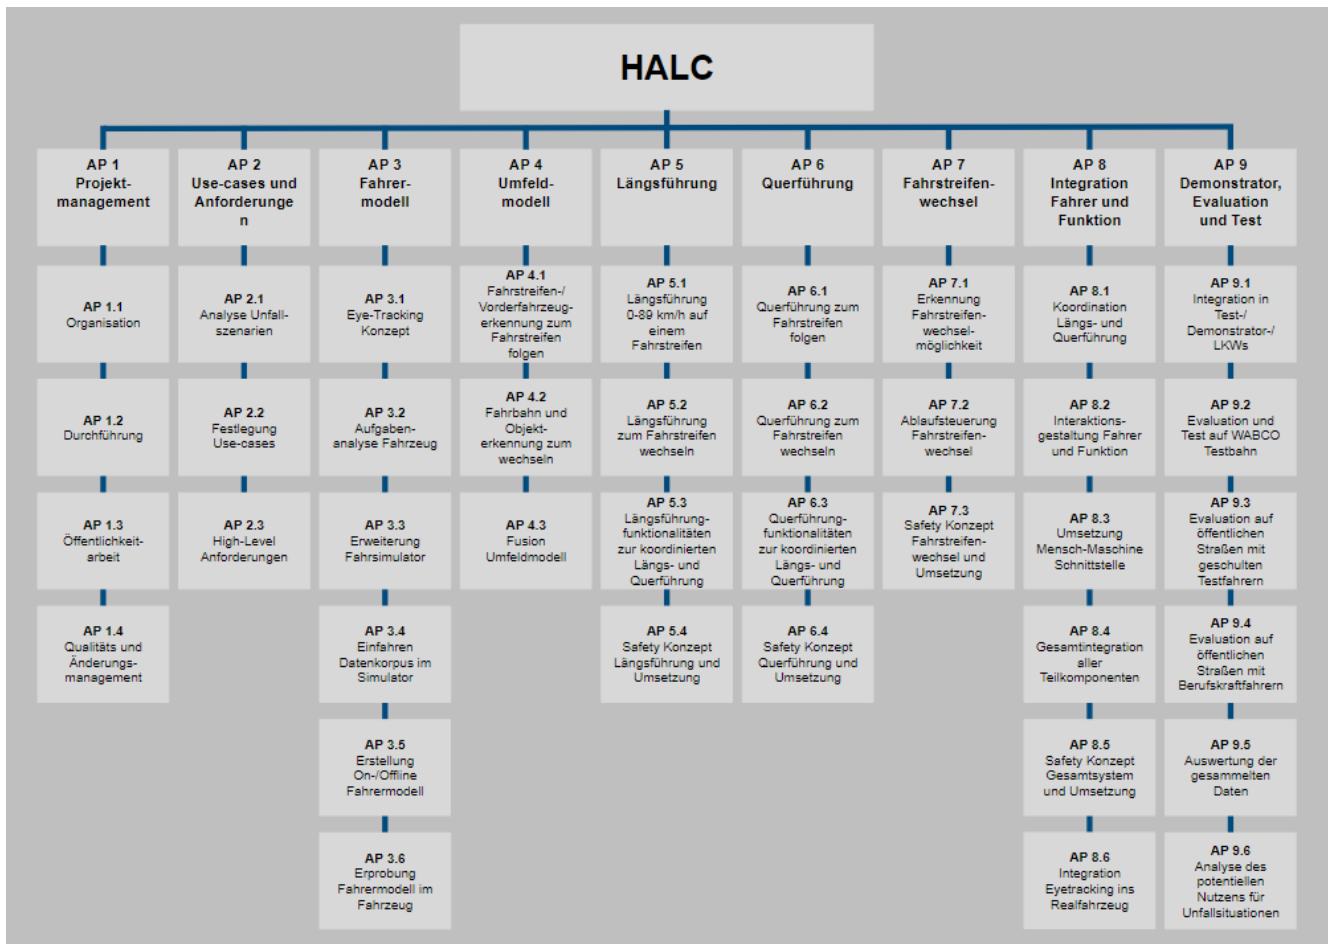 HALC
AP 1
Projekt-
management
AP 2
Use-cases und
Anforderunge
n
AP 3
Fahrer-
modell
AP 4
Umfeld-
modell
AP 5
Längsführung
AP 6
Querführung
AP 7
Fahrstreifen-
wechsel
AP 8
Integration
Fahrer und
Funktion
AP 9
Demonstrator,
Evaluation
und Test
AP 1.1
Organisation
AP 2.1
Analyse Unfall-
szenarien
AP 3.1
Eye-Tracking
Konzept
AP 4.1
Fahrstreifen-/
Vorderfahrzeug-
erkennung zum
Fahrstreifen
folgen
AP 5.1
Längsführung
0-89 km/h auf
einem
Fahrstreifen
AP 6.1
Querführung zum
Fahrstreifen
folgen
AP 7.1
Erkennung
Fahrstreifen-
wechsel-
möglichkeit
AP 8.1
Koordination
Längs- und
Querführung
AP 9.1
Integration in
Test-/
Demonstrator-/
LKWs
AP 1.2
Durchführung
AP 2.2
Festlegung
Use-cases
AP 3.2
Aufgaben-
analyse Fahrzeug
AP 4.2
Fahrbahn und
Objekt-
erkennung zum
wechseln
AP 5.2
Längsführung
zum Fahrstreifen
wechseln
AP 6.2
Querführung zum
Fahrstreifen
wechseln
AP 7.2
Ablaufsteuerung
Fahrstreifen-
wechsel
AP 8.2
Interaktions-
gestaltung Fahrer
und Funktion
AP 9.2
Evaluation und
Test auf WABCO
Testbahn
AP 1.3
Öffentlichkeit-
arbeit
AP 2.3
High-Level
Anforderungen
AP 3.3
Erweiterung
Fahrsimulator
AP 4.3
Fusion
Umfeldmodell
AP 5.3
Längsführung-
funktionalitäten
zur koordinierten
Längs- und
Querführung
AP 6.3
Querführung-
funktionalitäten
zur koordinierten
Längs- und
Querführung
AP 7.3
Safety Konzept
Fahrstreifen-
wechsel und
Umsetzung
AP 8.3
Umsetzung
Mensch-Maschine
Schnittstelle
AP 9.3
Evaluation auf
öffentlichen
Straßen mit
geschulten
Testfahrern
AP 1.4
Qualitäts und
Änderungs-
management
AP 3.4
Einfahren
Datenkorpus im
Simulator
AP 5.4
Safety Konzept
Längsführung und
Umsetzung
AP 6.4
Safety Konzept
Querführung und
Umsetzung
AP 8.4
Gesamtintegration
aller
Teilkomponenten
AP 9.4
Evaluation auf
öffentlichen
Straßen mit
Berufskraftfahrern
AP 3.5
Erstellung
On-/Offline
Fahrermodell
AP 8.5
Safety Konzept
Gesamtsystem
und Umsetzung
AP 9.5
Auswertung der
gesammelten
Daten
AP 3.6
Erprobung
Fahrermodell im
Fahrzeug
AP 8.6
Integration
Eyetracking ins
Realfahrzeug
AP 9.6
Analyse des
potentiellen
Nutzens für
Unfallsituationen